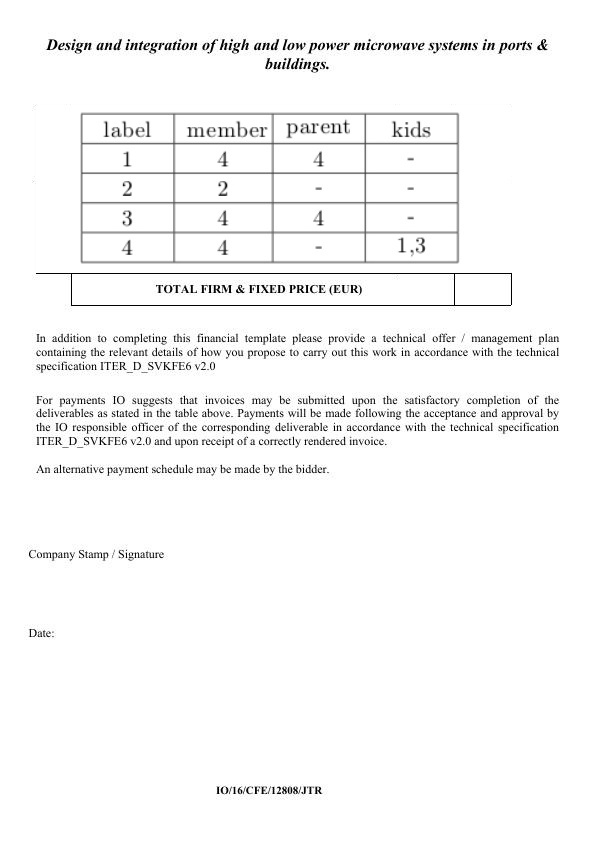 Design and integration of high and low power microwave systems in ports &
buildings.
label member parent kids
1 4 4 -
2 2 - -
3 4 4 -
4 4 - 1,3
TOTAL FIRM & FIXED PRICE (EUR)
In addition to completing this financial template please provide a technical offer / management plan
containing the relevant details of how you propose to carry out this work in accordance with the technical
specification ITER_D_SVKFE6 v2.0
For payments IO suggests that invoices may be submitted upon the satisfactory completion of the
deliverables as stated in the table above. Payments will be made following the acceptance and approval by
the IO responsible officer of the corresponding deliverable in accordance with the technical specification
ITER_D_SVKFE6 v2.0 and upon receipt of a correctly rendered invoice.
An alternative payment schedule may be made by the bidder.
Company Stamp / Signature
Date:
IO/16/CFE/12808/JTR